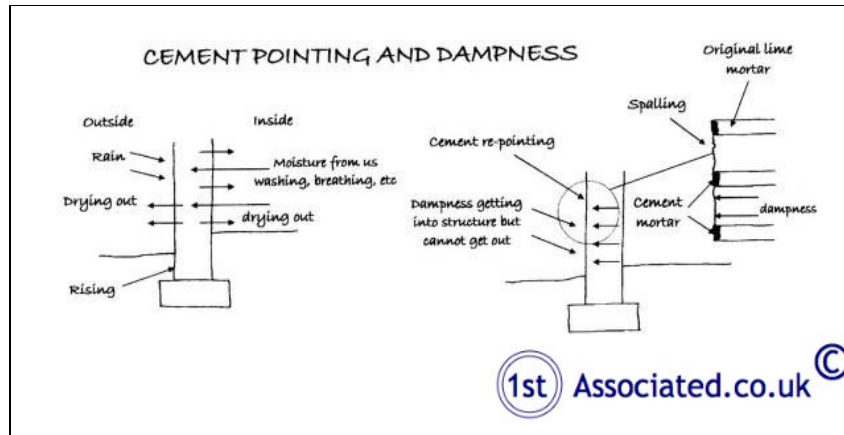 CEMENT POINTING AND DAMPNESS
Outside
Inside
Rain
Moisture from us
washing, breathing, etc
Drying out
drying out
Rising
Original lime
mortar
Spalling
Cement re-pointing
Dampness getting
into structure but
cannot get out
Cement
mortar
dampness
1st Associated.co.uk ©